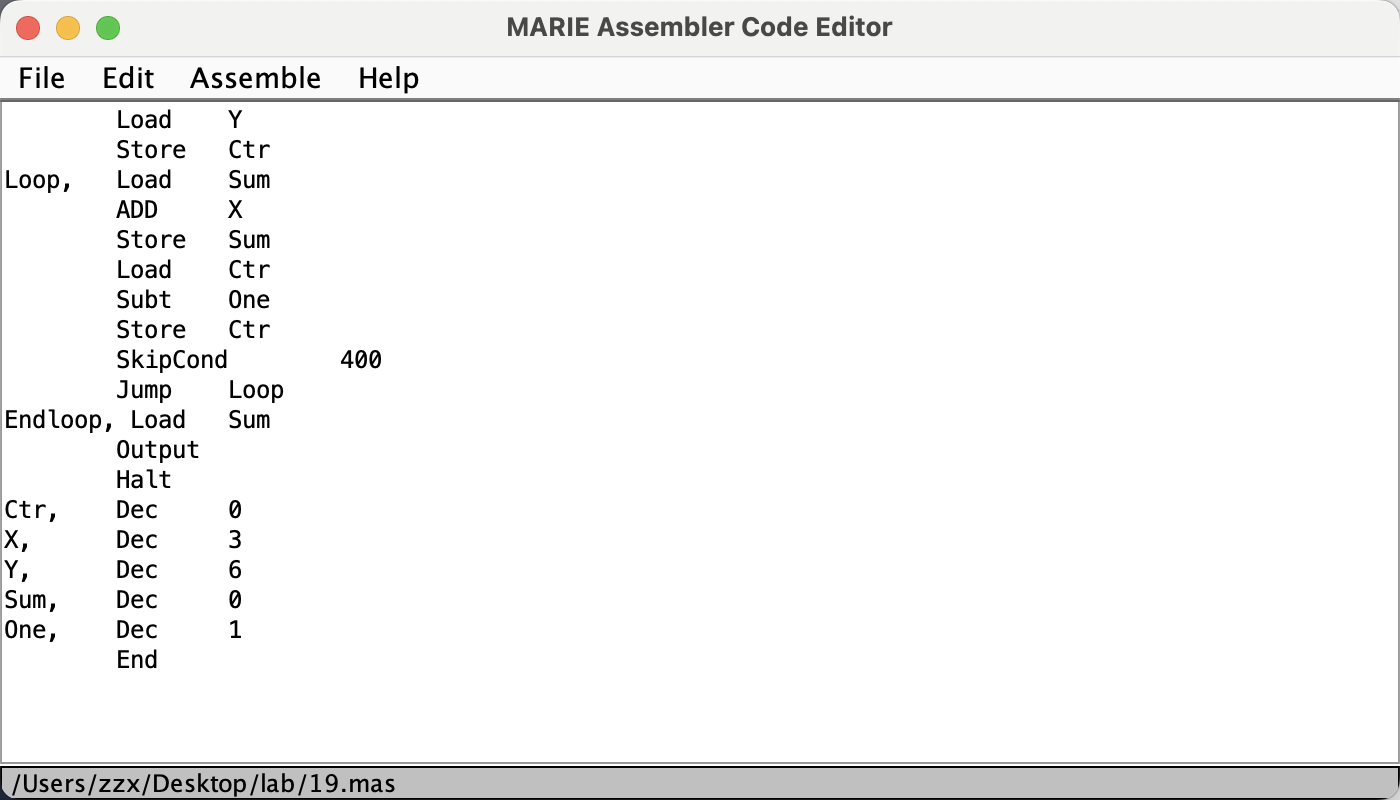 MARIE Assembler Code Editor
File Edit Assemble Help
Load Y
Store Ctr
Loop, Load Sum
ADD X
Store Sum
Load Ctr
Subt One
Store Ctr
SkipCond 400
Jump Loop
Endloop, Load Sum
Output
Halt
Ctr, Dec 0
X, Dec 3
Y, Dec 6
Sum, Dec 0
One, Dec 1
End
/Users/zzx/Desktop/lab/19.mas